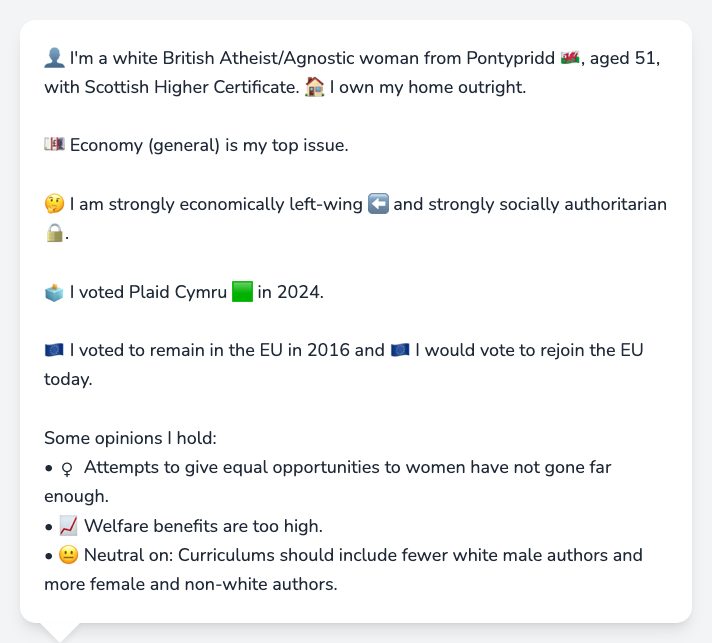 👤 I'm a white British Atheist/Agnostic woman from Pontypridd 🏴󠁧󠁢󠁷󠁬󠁳󠁿, aged 51,
with Scottish Higher Certificate. 🏠 I own my home outright.
💷 Economy (general) is my top issue.
🤔 I am strongly economically left-wing ⬅️ and strongly socially authoritarian
🔒.
🗳️ I voted Plaid Cymru 🟩 in 2024.
🇪🇺 I voted to remain in the EU in 2016 and 🇪🇺 I would vote to rejoin the EU
today.
Some opinions I hold:
• ♀ Attempts to give equal opportunities to women have not gone far
enough.
• 📈 Welfare benefits are too high.
• 😐 Neutral on: Curriculums should include fewer white male authors and
more female and non-white authors.